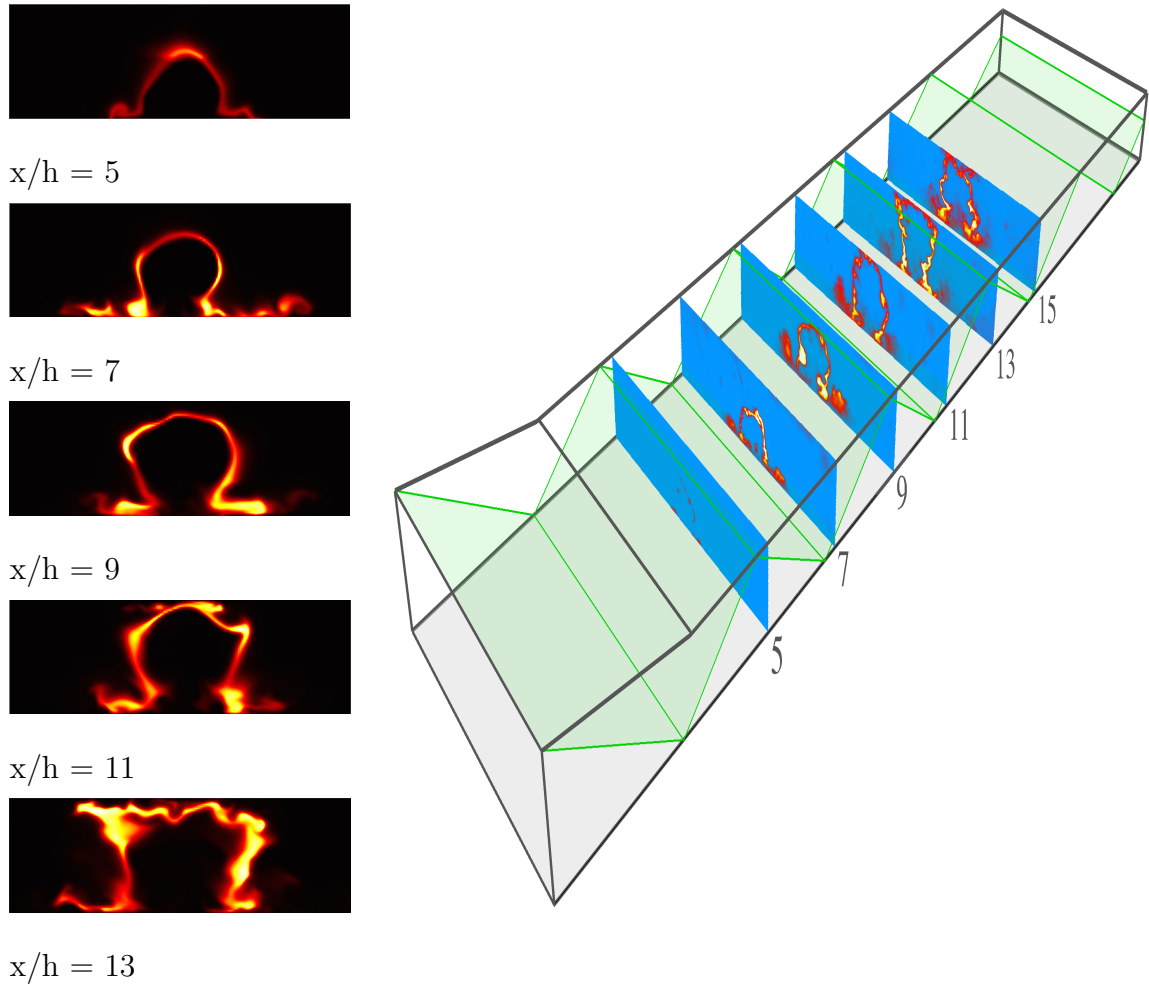 x/h = 5
x/h = 7
x/h = 9
x/h = 11
x/h = 13
15
13
11
9
7
5